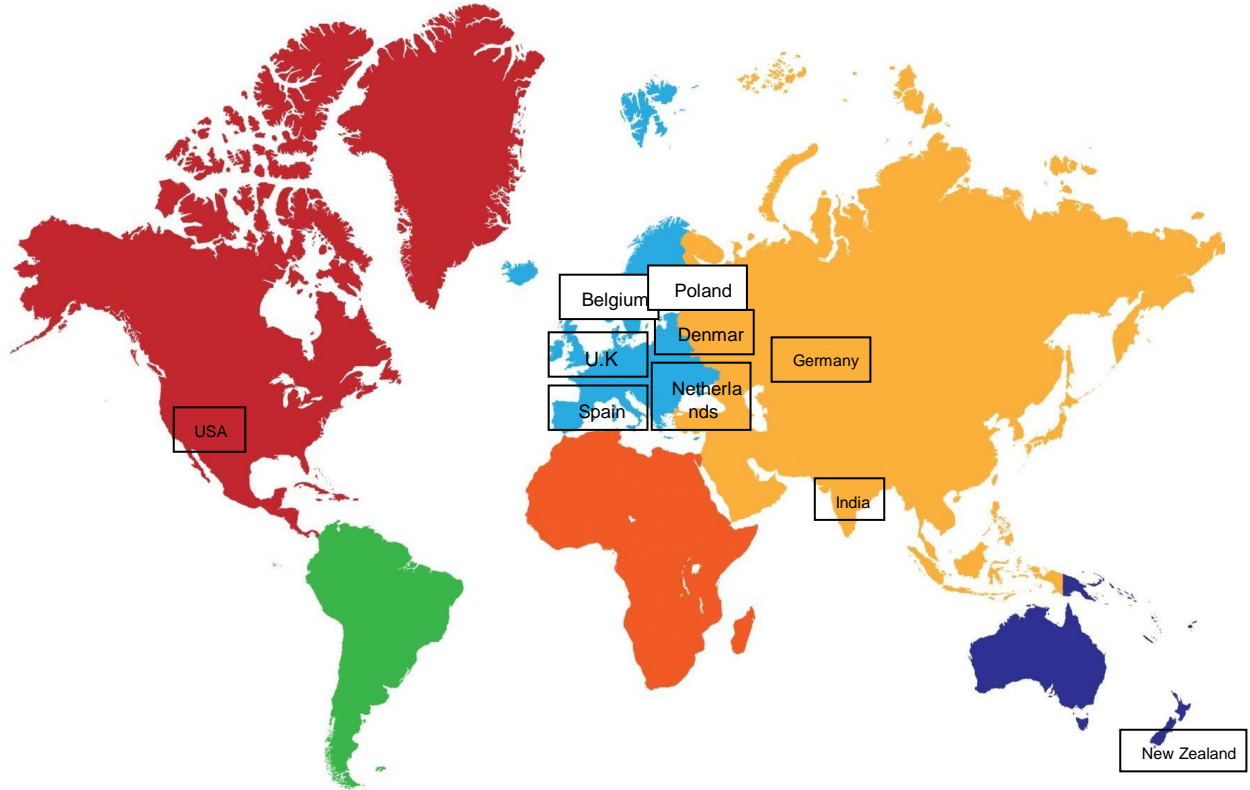 Belgium
Poland
Denmar
U.K
Germany
Netherla
nds
Spain
USA
India
New Zealand